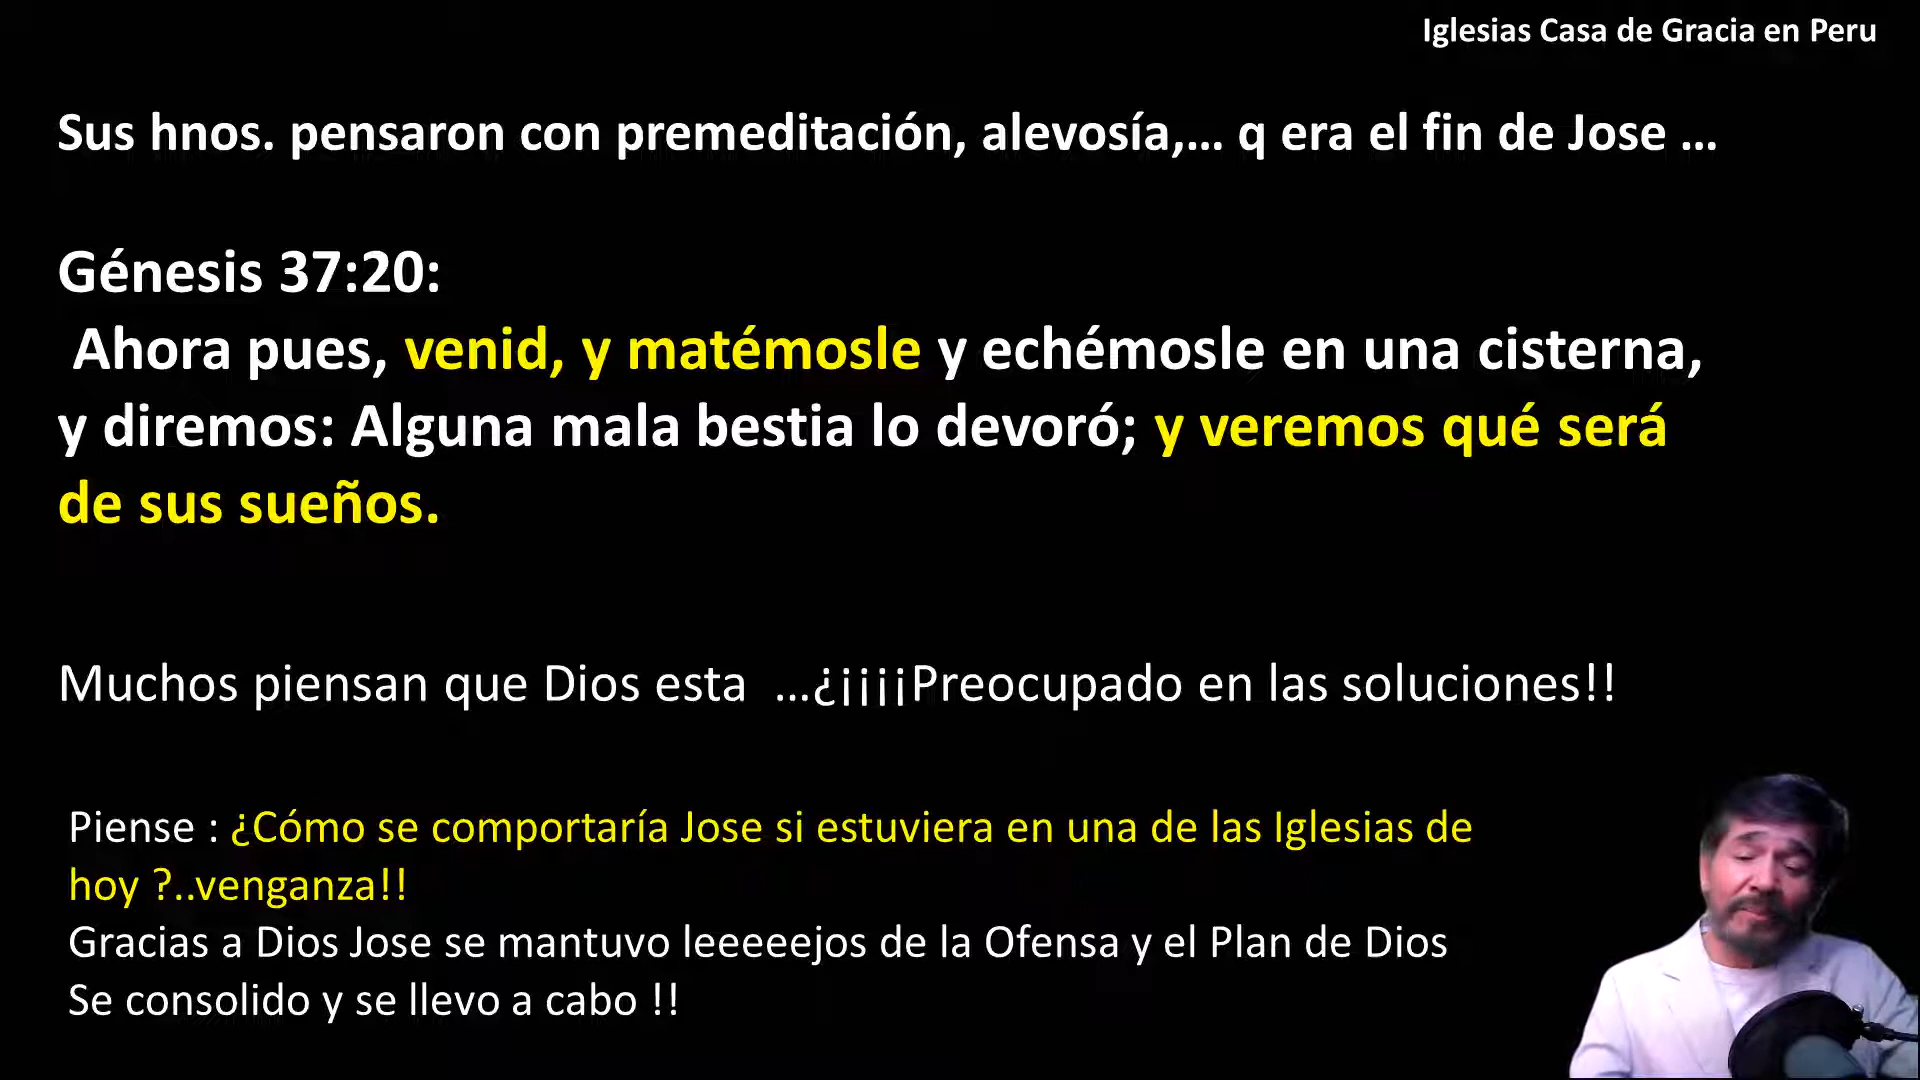 Iglesias Casa de Gracia en Peru
Sus hnos. pensaron con premeditación, alevosía,... q era el fin de Jose ...
Génesis 37:20:
Ahora pues, venid, y matémosle y echémosle en una cisterna,
y diremos: Alguna mala bestia lo devoró; y veremos qué será
de sus sueños.
Muchos piensan que Dios esta ...¿¡¡¡¡Preocupado en las soluciones!!
Piense : ¿Cómo se comportaría Jose si estuviera en una de las Iglesias de
hoy ?..venganza!!
Gracias a Dios Jose se mantuvo leeeeejos de la Ofensa y el Plan de Dios
Se consolido y se llevo a cabo !!